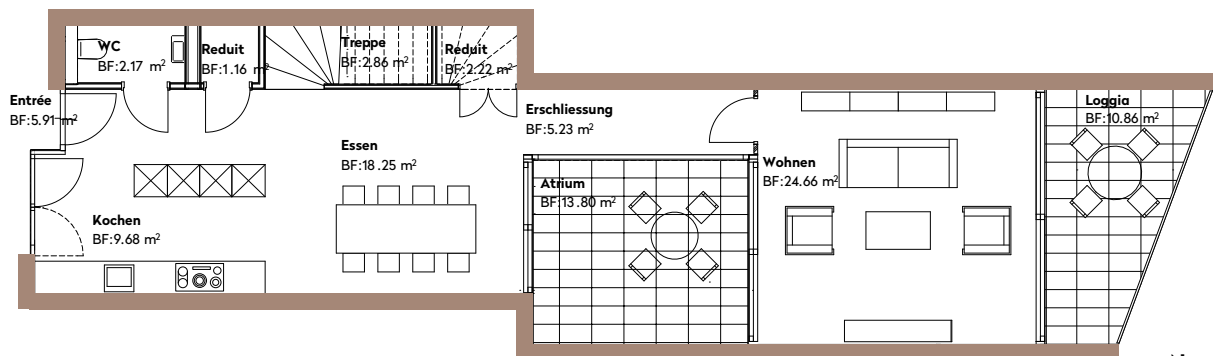 WC
BF:2.17 m²
Reduit
BF:1.16 m²
Treppe
BF:2.86 m²
Reduit
BF:2.22 m²
Entrée
BF:5.91 m²
Erschliessung
BF:5.23 m²
Loggia
BF:10.86 m²
Essen
BF:18.25 m²
Wohnen
BF:24.66 m²
Atrium
BF:13.80 m²
Kochen
BF:9.68 m²